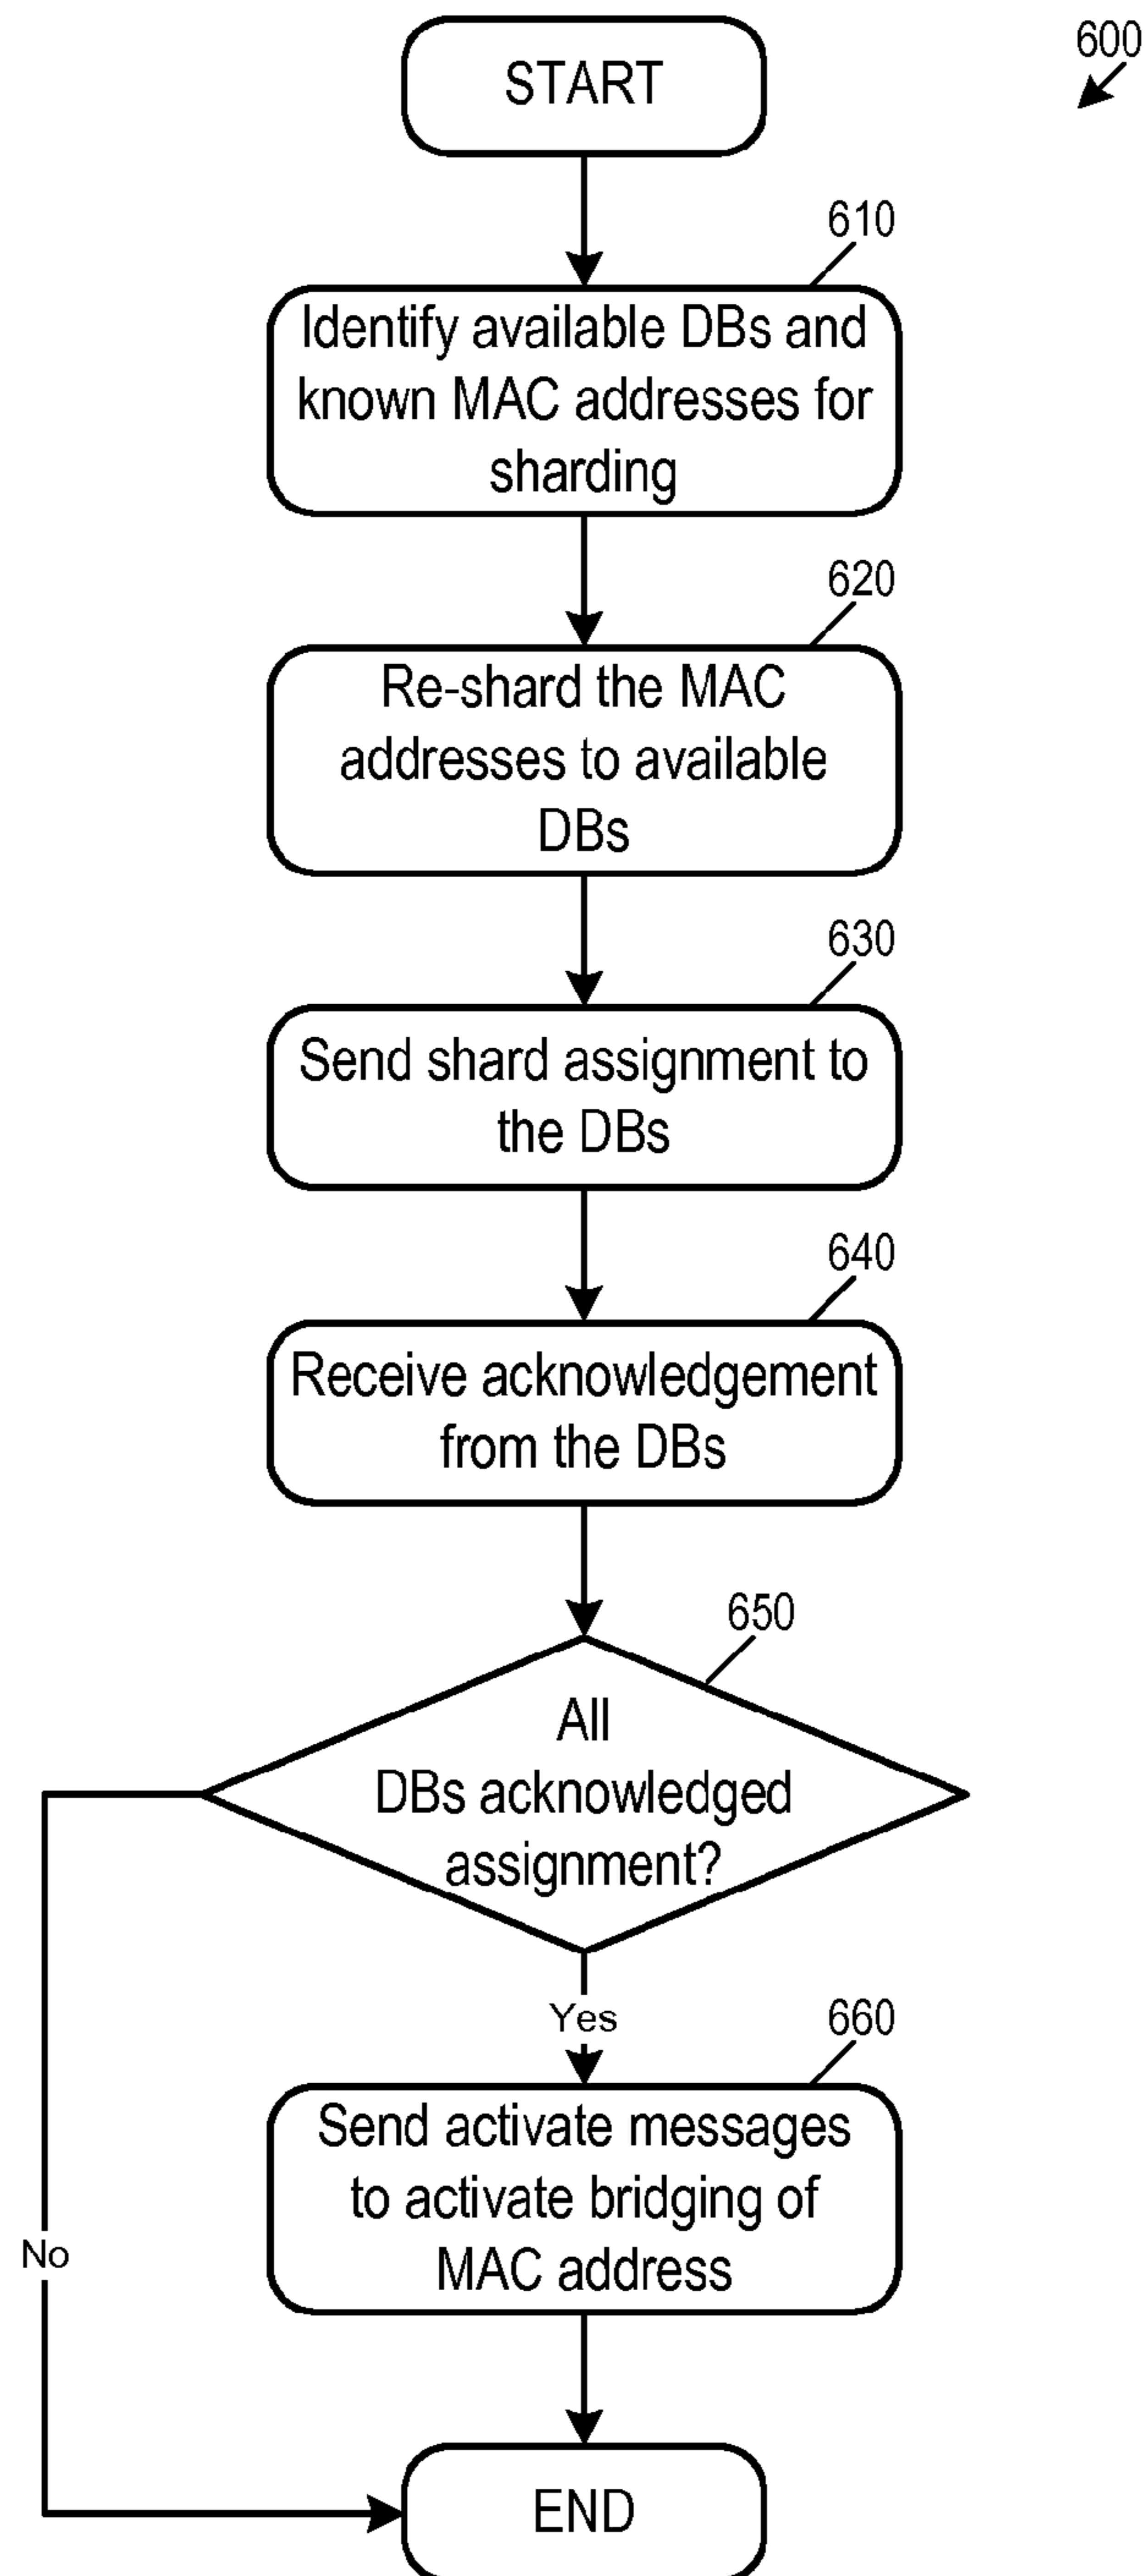 START
600
610
Identify available DBs and
known MAC addresses for
sharding
620
Re-shard the MAC
addresses to available
DBs
630
Send shard assignment to
the DBs
640
Receive acknowledgement
from the DBs
650
All
DBs acknowledged
assignment?
Yes
660
Send activate messages
to activate bridging of
MAC address
No
END